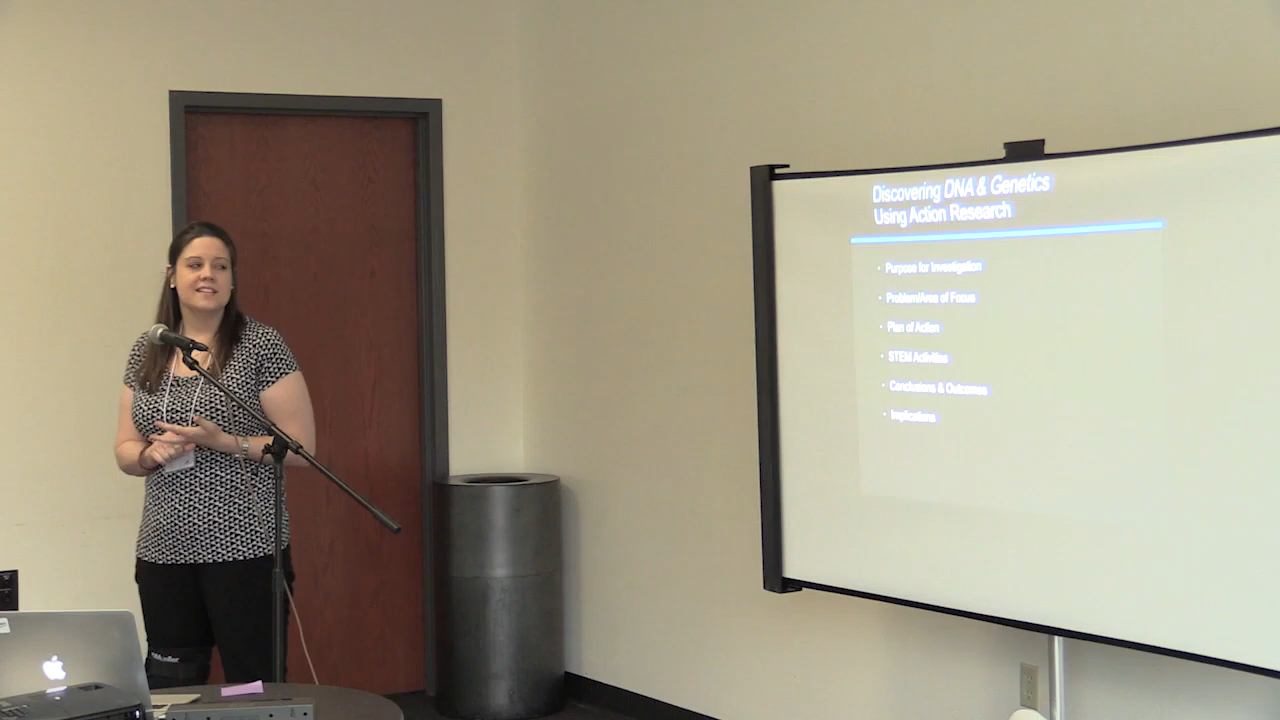 Discovering DNA & Genetics
Using Action Research
• Purpose for Investigation
• Problem/Area of Focus
• Plan of Action
• STEM Activities
• Conclusions & Outcomes
• Implications
Mueller